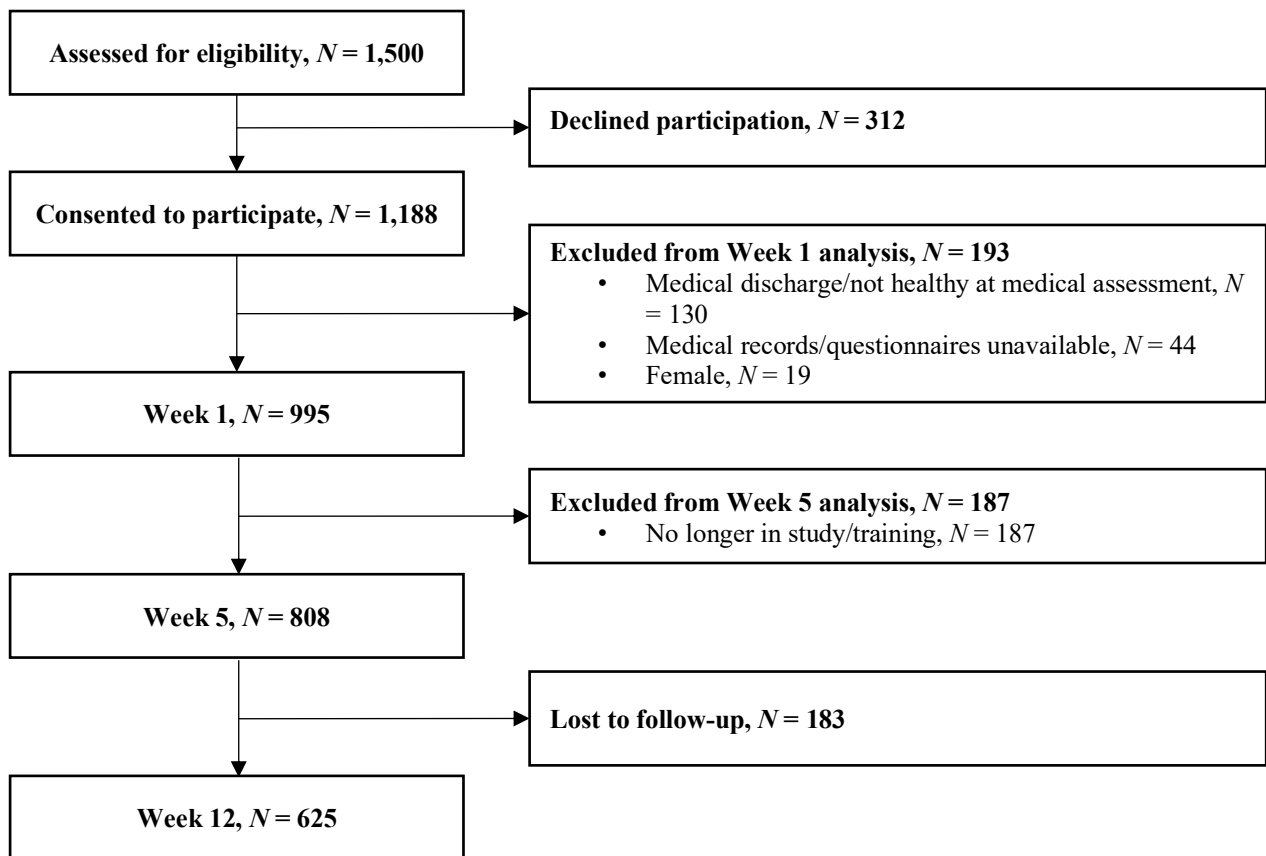 Assessed for eligibility, N = 1,500
Declined participation, N = 312
Consented to participate, N = 1,188
Excluded from Week 1 analysis, N = 193
• Medical discharge/not healthy at medical assessment, N
= 130
• Medical records/questionnaires unavailable, N = 44
• Female, N = 19
Week 1, N = 995
Excluded from Week 5 analysis, N = 187
• No longer in study/training, N = 187
Week 5, N = 808
Lost to follow-up, N = 183
Week 12, N = 625